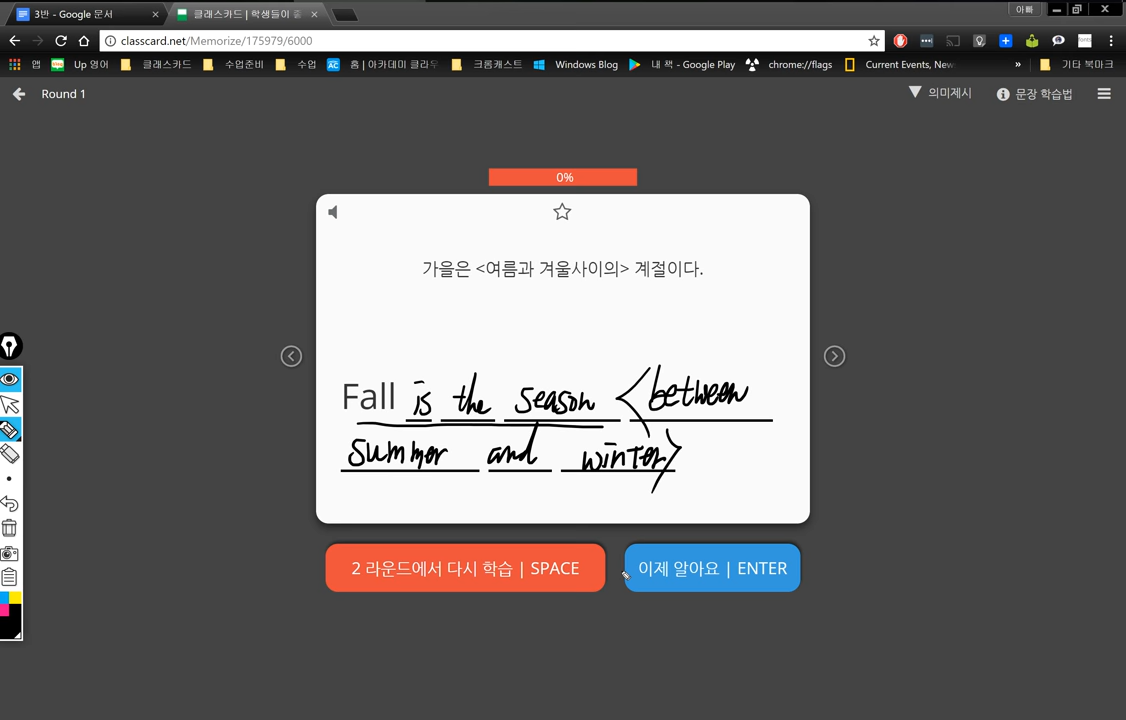 3반 - Google 문서
클래스카드 | 학생들이 좋
아빠
classcard.net/Memorize/175979/6000
앱 Up 영어 클래스카드 수업준비 수업 홈 | 아카데미 클라우 크롬캐스트 Windows Blog 내 책 - Google Play chrome://flags Current Events, New » 기타 북마크
Round 1
▼ 의미제시 문장 학습법
0%
가을은 <여름과 겨울사이의> 계절이다.
Fall is the season <between
summer and winter>
2 라운드에서 다시 학습 | SPACE
이제 알아요 | ENTER